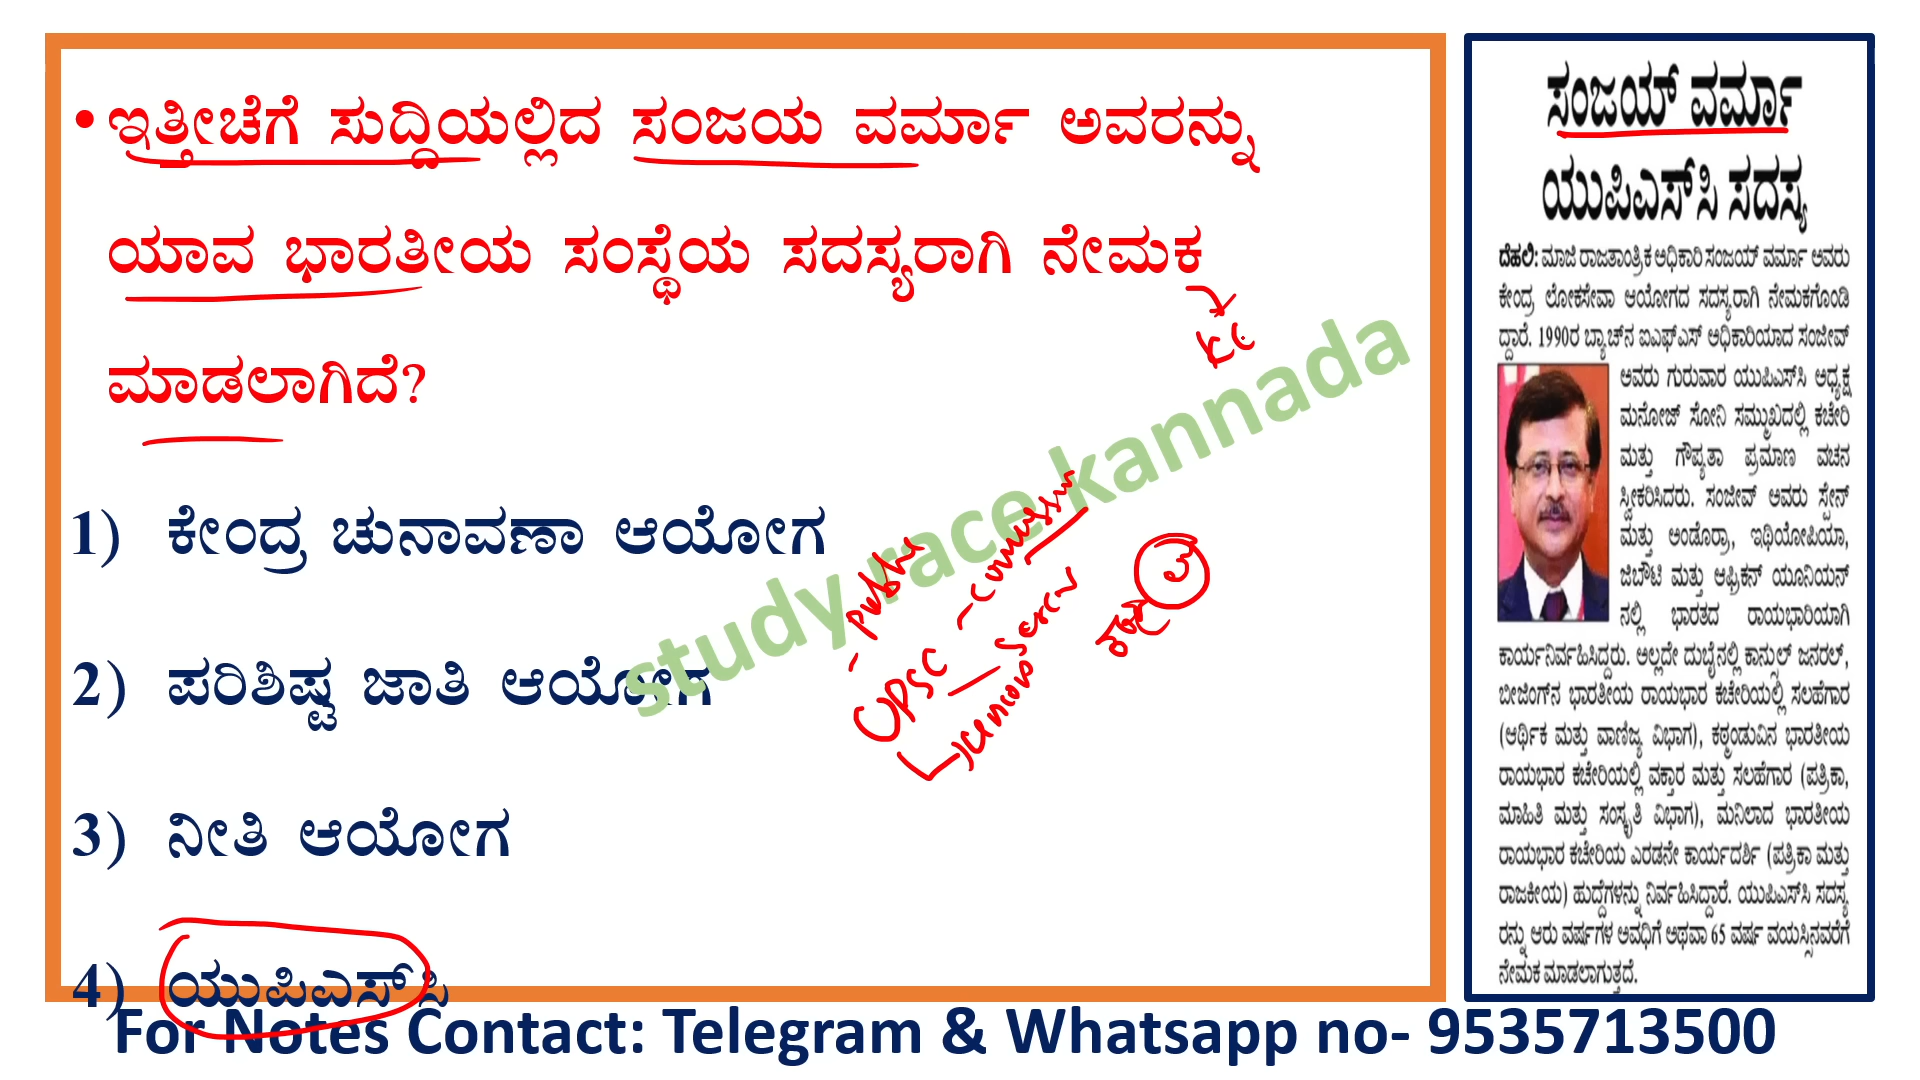 • ಇತ್ತೀಚೆಗೆ ಸುದ್ದಿಯಲ್ಲಿದ ಸಂಜಯ ವರ್ಮಾ ಅವರನ್ನು
ಯಾವ ಭಾರತೀಯ ಸಂಸ್ಥೆಯ ಸದಸ್ಯರಾಗಿ ನೇಮಕ
ಮಾಡಲಾಗಿದೆ?
1) ಕೇಂದ್ರ ಚುನಾವಣಾ ಆಯೋಗ
2) ಪರಿಶಿಷ್ಟ ಜಾತಿ ಆಯೋಗ
3) ನೀತಿ ಆಯೋಗ
4) ಯುಪಿಎಸ್‌ಸಿ
study race kannada
UPSC
ಸಂಜಯ್ ವರ್ಮಾ
ಯುಪಿಎಸ್‌ಸಿ ಸದಸ್ಯ
ದೆಹಲಿ: ಮಾಜಿ ರಾಜತಾಂತ್ರಿಕ ಅಧಿಕಾರಿ ಸಂಜಯ್ ವರ್ಮಾ ಅವರು
ಕೇಂದ್ರ ಲೋಕಸೇವಾ ಆಯೋಗದ ಸದಸ್ಯರಾಗಿ ನೇಮಕಗೊಂಡಿ
ದ್ದಾರೆ. 1990ರ ಬ್ಯಾಚ್‌ನ ಐಎಫ್‌ಎಸ್ ಅಧಿಕಾರಿಯಾದ ಸಂಜೀವ್
ಅವರು ಗುರುವಾರ ಯುಪಿಎಸ್‌ಸಿ ಅಧ್ಯಕ್ಷ
ಮನೋಜ್ ಸೋನಿ ಸಮ್ಮುಖದಲ್ಲಿ ಕಚೇರಿ
ಮತ್ತು ಗೌಪ್ಯತಾ ಪ್ರಮಾಣ ವಚನ
ಸ್ವೀಕರಿಸಿದರು. ಸಂಜೀವ್ ಅವರು ಸ್ಪೇನ್
ಮತ್ತು ಅಂಡೊರ‍್ರಾ, ಇಥಿಯೋಪಿಯಾ,
ಜಿಬೌಟಿ ಮತ್ತು ಆಫ್ರಿಕನ್ ಯೂನಿಯನ್
ನಲ್ಲಿ ಭಾರತದ ರಾಯಭಾರಿಯಾಗಿ
ಕಾರ್ಯನಿರ್ವಹಿಸಿದ್ದರು. ಅಲ್ಲದೇ ದುಬೈನಲ್ಲಿ ಕಾನ್ಸುಲ್ ಜನರಲ್,
ಬೀಜಿಂಗ್‌ನ ಭಾರತೀಯ ರಾಯಭಾರ ಕಚೇರಿಯಲ್ಲಿ ಸಲಹೆಗಾರ
(ಆರ್ಥಿಕ ಮತ್ತು ವಾಣಿಜ್ಯ ವಿಭಾಗ), ಕಠ್ಮಂಡುವಿನ ಭಾರತೀಯ
ರಾಯಭಾರ ಕಚೇರಿಯಲ್ಲಿ ವಕ್ತಾರ ಮತ್ತು ಸಲಹೆಗಾರ (ಪತ್ರಿಕಾ,
ಮಾಹಿತಿ ಮತ್ತು ಸಂಸ್ಕೃತಿ ವಿಭಾಗ), ಮನಿಲಾದ ಭಾರತೀಯ
ರಾಯಭಾರ ಕಚೇರಿಯ ಎರಡನೇ ಕಾರ್ಯದರ್ಶಿ (ಪತ್ರಿಕಾ ಮತ್ತು
ರಾಜಕೀಯ) ಹುದ್ದೆಗಳನ್ನು ನಿರ್ವಹಿಸಿದ್ದಾರೆ. ಯುಪಿಎಸ್‌ಸಿ ಸದಸ್ಯ
ರನ್ನು ಆರು ವರ್ಷಗಳ ಅವಧಿಗೆ ಅಥವಾ 65 ವರ್ಷ ವಯಸ್ಸಿನವರೆಗೆ
ನೇಮಕ ಮಾಡಲಾಗುತ್ತದೆ.
For Notes Contact: Telegram & Whatsapp no- 9535713500